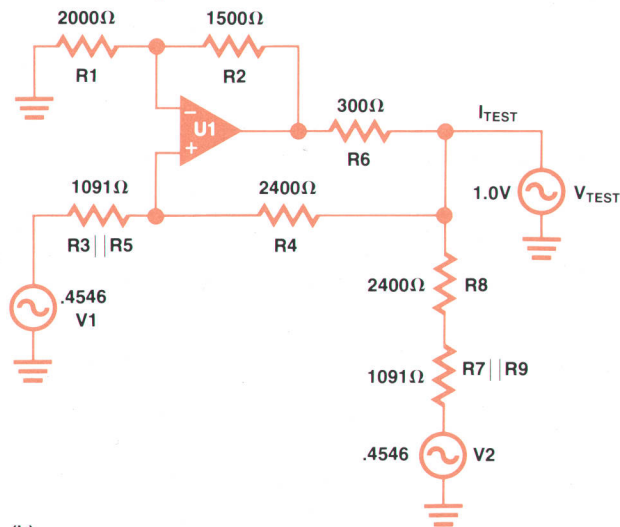 2000Ω
1500Ω
R1
R2
−
U1
+
300Ω
R6
I_TEST
1091Ω
2400Ω
1.0V
V_TEST
R3||R5
R4
.4546
V1
2400Ω
R8
1091Ω
R7||R9
.4546
V2